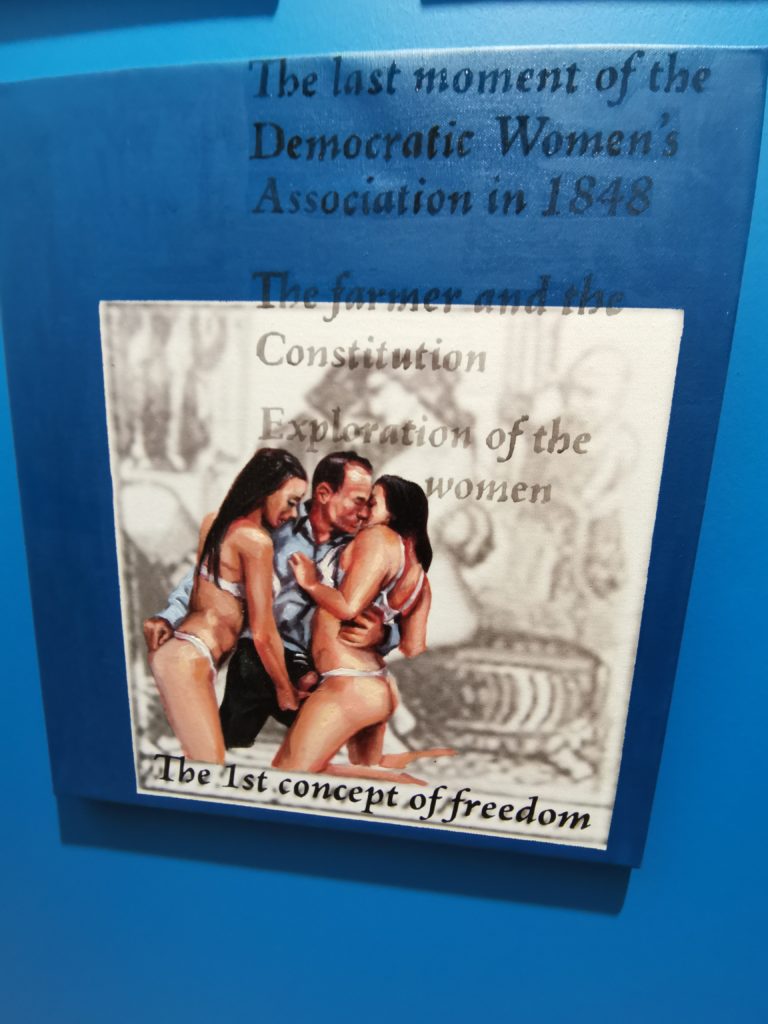 The last moment of the
Democratic Women's
Association in 1848
The farmer and the
Constitution
Exploration of the
women
The 1st concept of freedom